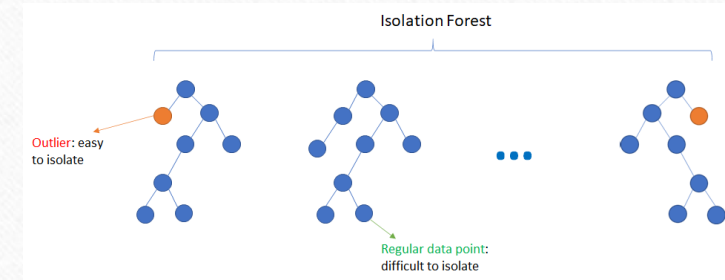 Isolation Forest
Outlier: easy
to isolate
Regular data point:
difficult to isolate